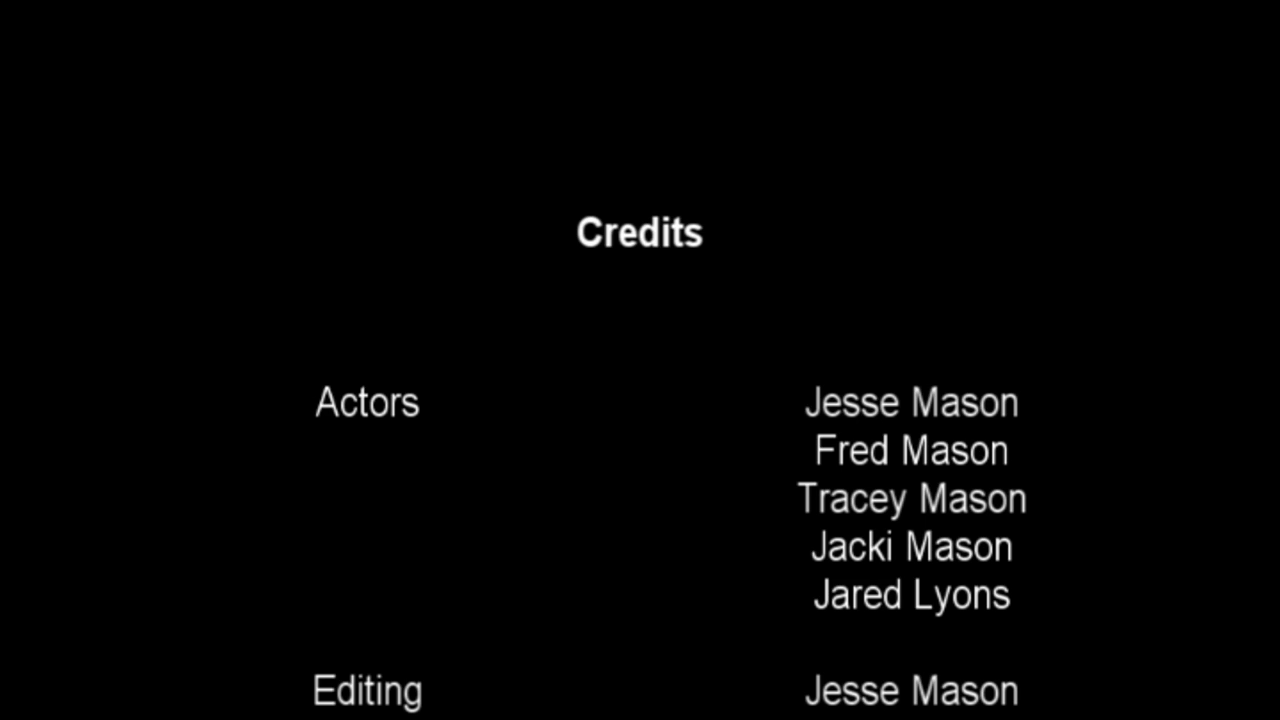 Credits
Actors Jesse Mason
Fred Mason
Tracey Mason
Jacki Mason
Jared Lyons
Editing Jesse Mason